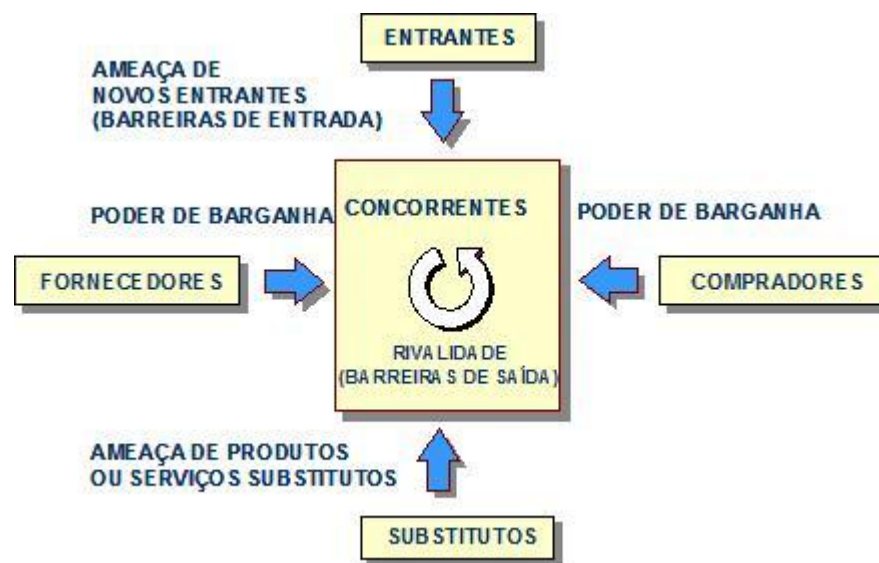 ENTRANTES
AMEAÇA DE
NOVOS ENTRANTES
(BARREIRAS DE ENTRADA)
PODER DE BARGANHA
CONCORRENTES
PODER DE BARGANHA
FORNECEDORES
COMPRADORES
RIVALIDADE
(BARREIRAS DE SAÍDA)
AMEAÇA DE PRODUTOS
OU SERVIÇOS SUBSTITUTOS
SUBSTITUTOS